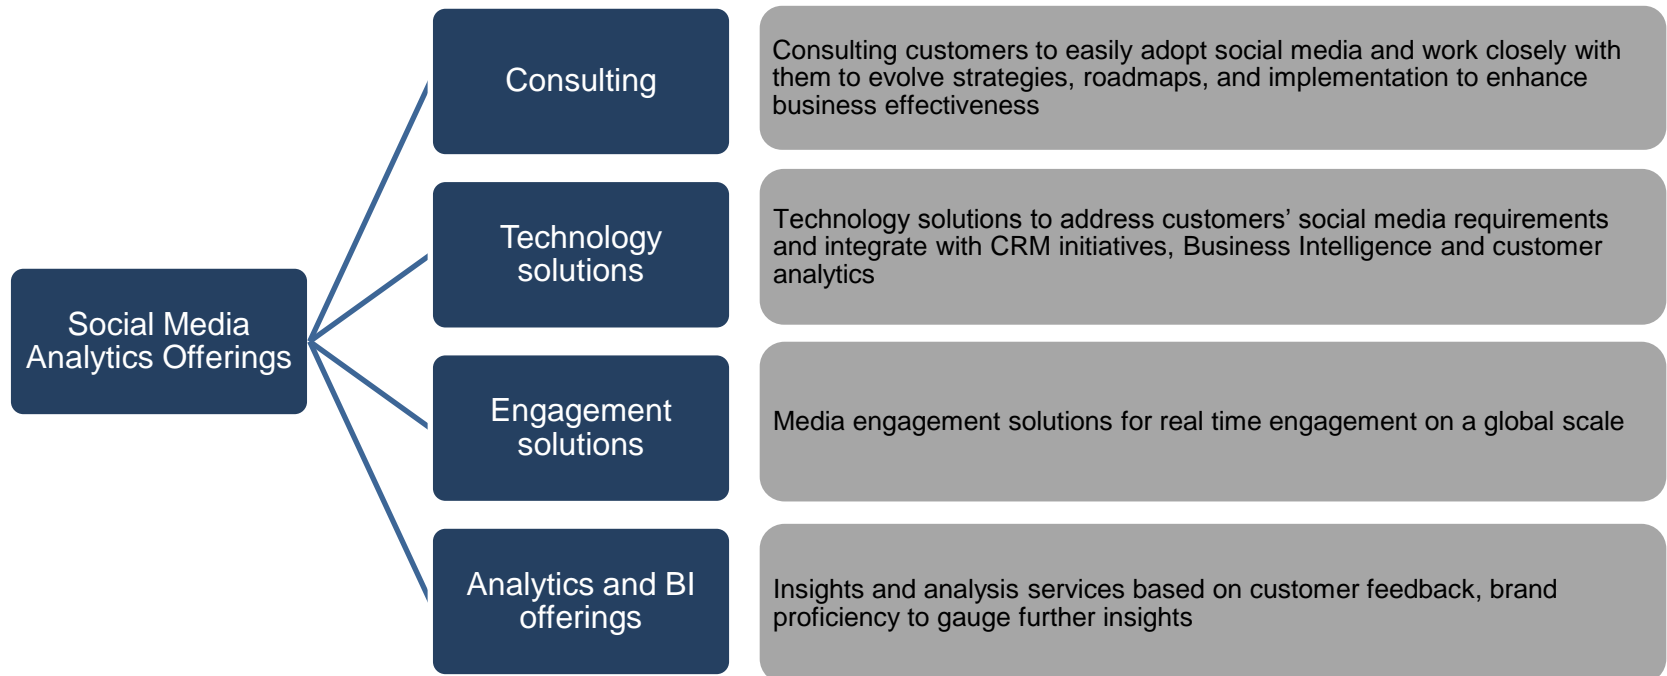 Social Media
Analytics Offerings
Consulting
Consulting customers to easily adopt social media and work closely with
them to evolve strategies, roadmaps, and implementation to enhance
business effectiveness
Technology
solutions
Technology solutions to address customers’ social media requirements
and integrate with CRM initiatives, Business Intelligence and customer
analytics
Engagement
solutions
Media engagement solutions for real time engagement on a global scale
Analytics and BI
offerings
Insights and analysis services based on customer feedback, brand
proficiency to gauge further insights